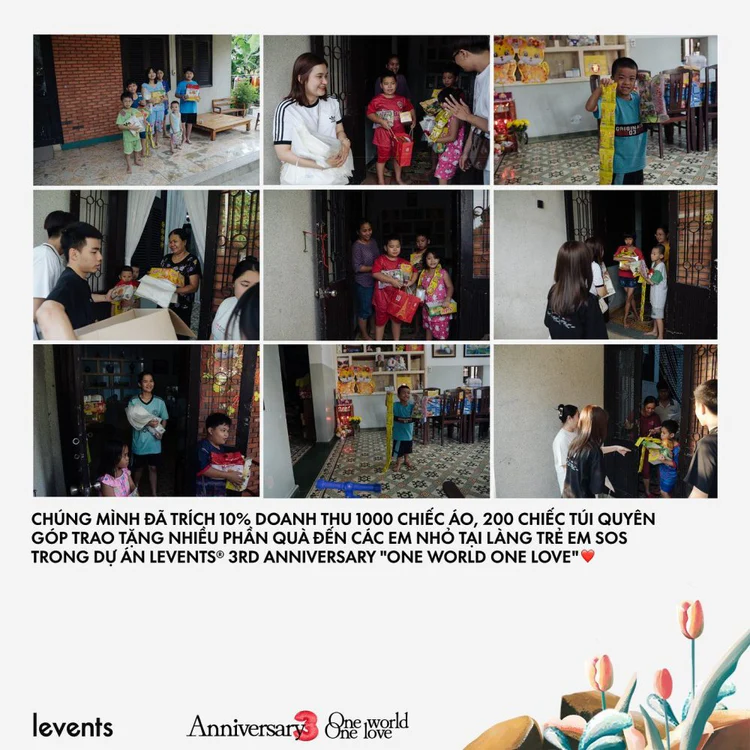 CHÚNG MÌNH ĐÃ TRÍCH 10% DOANH THU 1000 CHIẾC ÁO, 200 CHIẾC TÚI QUYÊN
GÓP TRAO TẶNG NHIỀU PHẦN QUÀ ĐẾN CÁC EM NHỎ TẠI LÀNG TRẺ EM SOS
TRONG DỰ ÁN LEVENTS® 3RD ANNIVERSARY "ONE WORLD ONE LOVE"❤️
levents
Anniversary 3
One world
One love